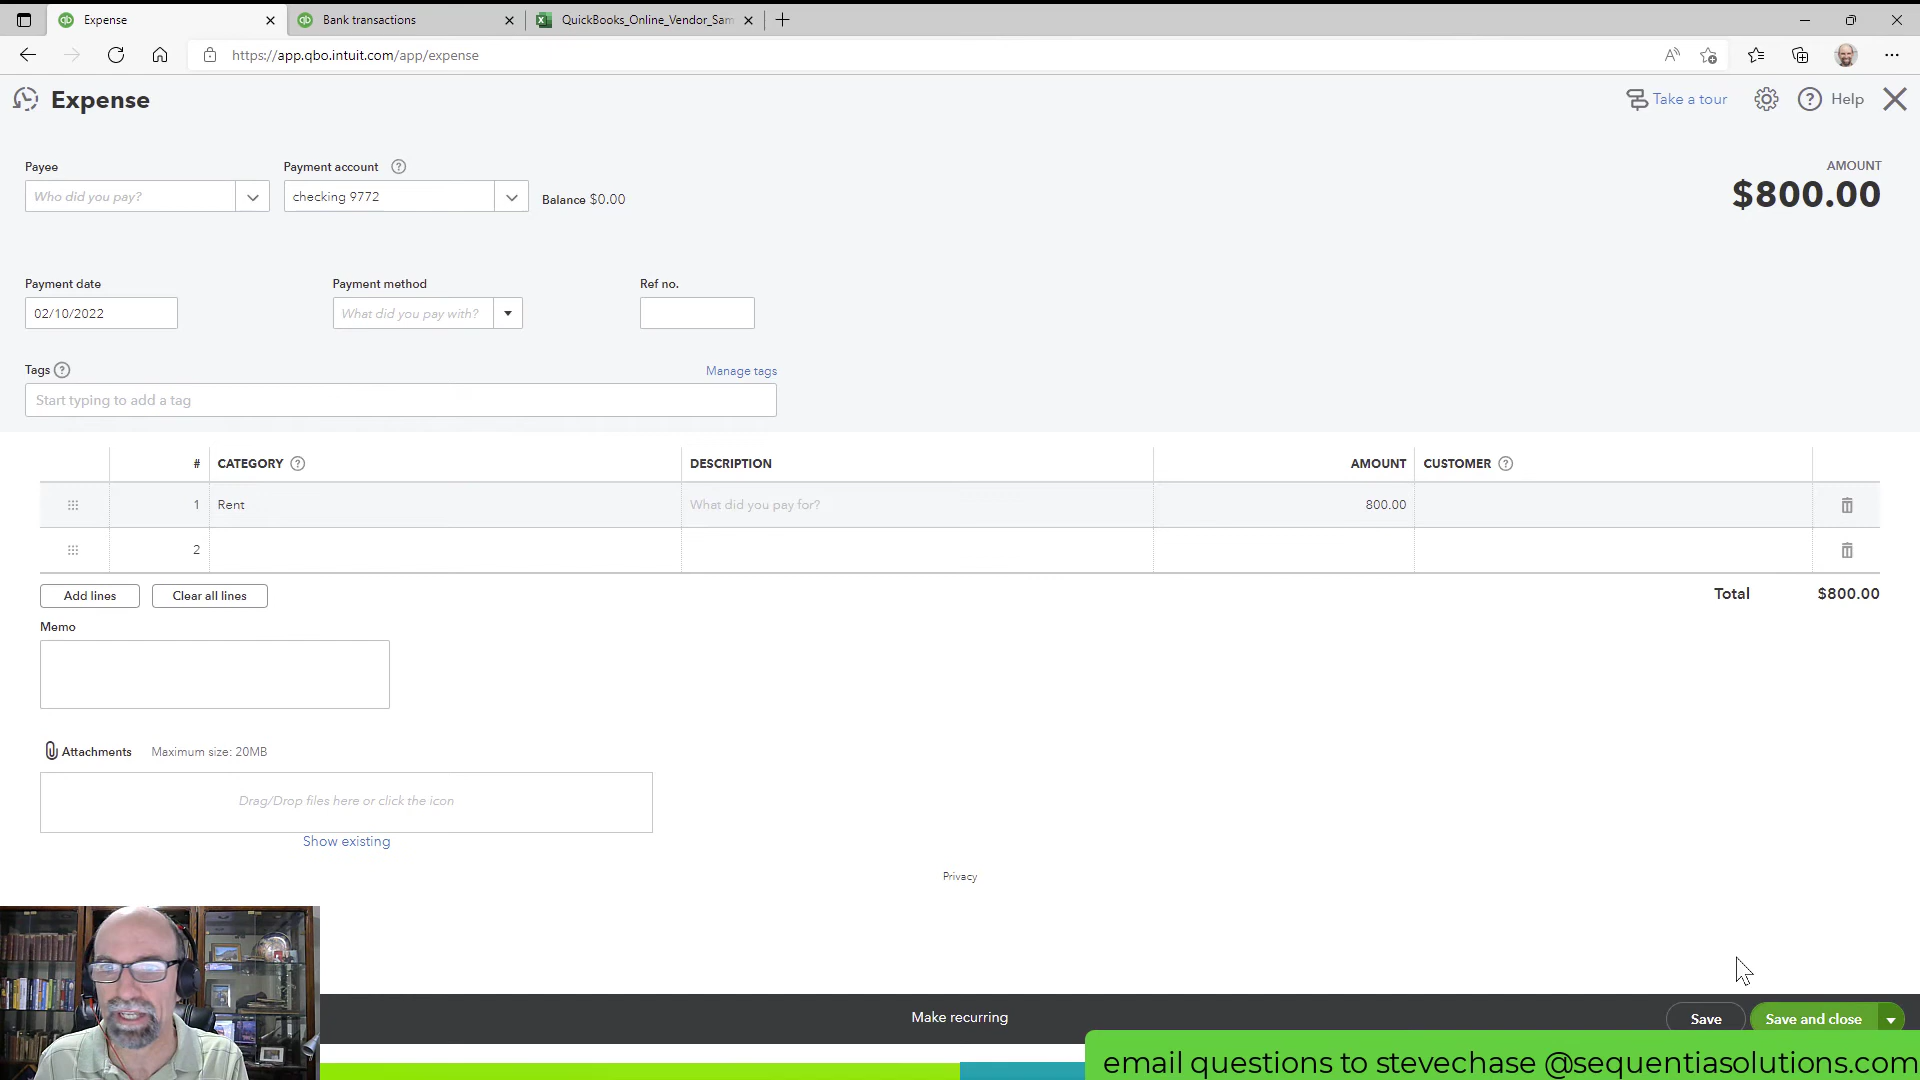 Expense
Bank transactions
QuickBooks_Online_Vendor_Sam
https://app.qbo.intuit.com/app/expense
Expense
Take a tour
Help
Payee
Payment account
AMOUNT
Who did you pay?
checking 9772
Balance $0.00
$800.00
Payment date
Payment method
Ref no.
02/10/2022
What did you pay with?
Tags
Manage tags
Start typing to add a tag
# CATEGORY DESCRIPTION AMOUNT CUSTOMER
1 Rent What did you pay for? 800.00
2
Add lines
Clear all lines
Total $800.00
Memo
Attachments Maximum size: 20MB
Drag/Drop files here or click the icon
Show existing
Privacy
Make recurring
Save
Save and close
email questions to stevechase @sequentiasolutions.com